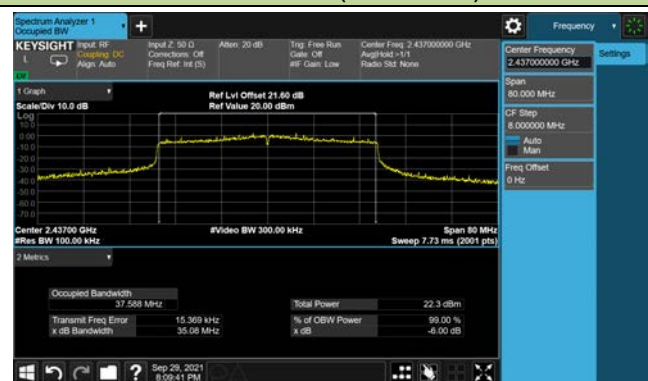 Spectrum Analyzer 1
Occupied BW
Frequency
KEYSIGHT
L
Input: RF
Coupling: DC
Align: Auto
Input Z: 50 Ω
Corrections: Off
Freq Ref: Int (S)
Atten: 20 dB
Trig: Free Run
Gate: Off
#IF Gain: Low
Center Freq: 2.437000000 GHz
Avg|Hold:>1/1
Radio Std: None
Center Frequency
2.437000000 GHz
Settings
Span
80.000 MHz
CF Step
8.000000 MHz
Auto
Man
Freq Offset
0 Hz
1 Graph
Scale/Div 10.0 dB
Ref Lvl Offset 21.60 dB
Ref Value 20.00 dBm
Log
10.0
0.00
-10.0
-20.0
-30.0
-40.0
-50.0
-60.0
-70.0
Center 2.43700 GHz
#Res BW 100.00 kHz
#Video BW 300.00 kHz
Span 80 MHz
Sweep 7.73 ms (2001 pts)
2 Metrics
Occupied Bandwidth
37.588 MHz
Transmit Freq Error
15.369 kHz
x dB Bandwidth
35.08 MHz
Total Power
22.3 dBm
% of OBW Power
99.00 %
x dB
-6.00 dB
?
Sep 29, 2021
8:09:41 PM